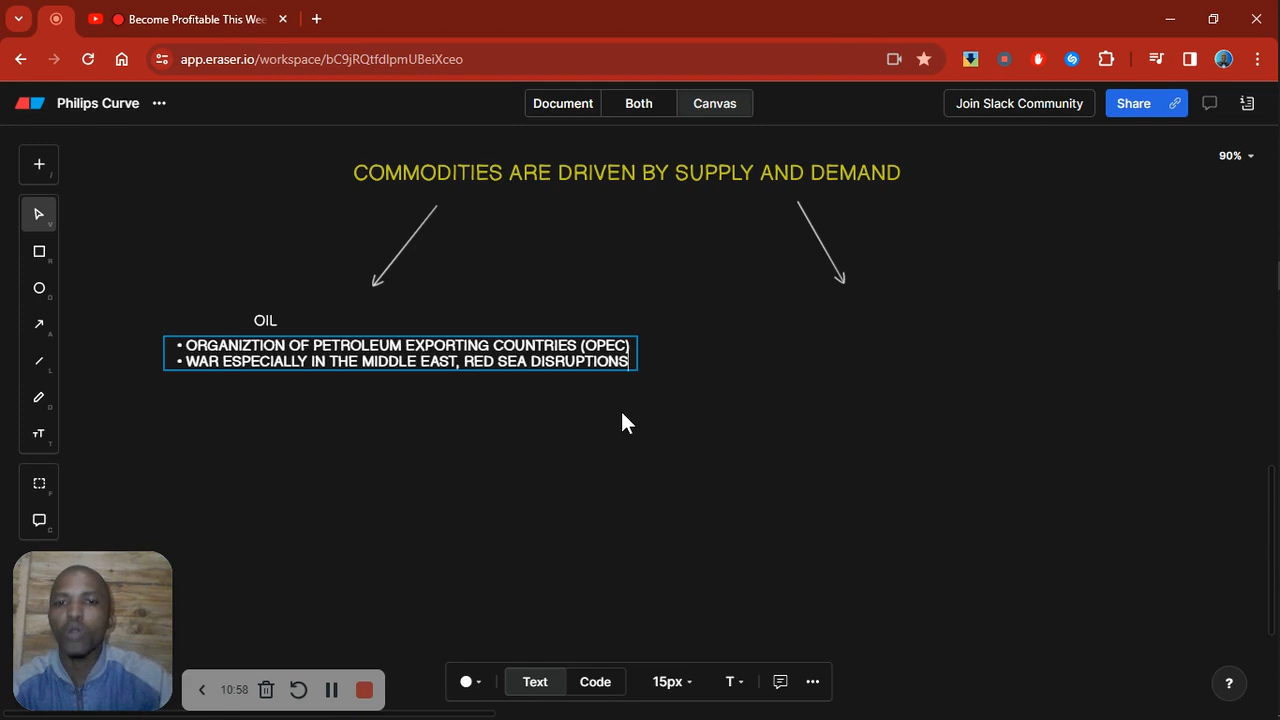 Become Profitable This Wee
app.eraser.io/workspace/bC9jRQtfdIpmUBeiXceo
Philips Curve
Document
Both
Canvas
Join Slack Community
Share
90%
COMMODITIES ARE DRIVEN BY SUPPLY AND DEMAND
OIL
• ORGANIZTION OF PETROLEUM EXPORTING COUNTRIES (OPEC)
• WAR ESPECIALLY IN THE MIDDLE EAST, RED SEA DISRUPTIONS
10:58
Text
Code
15px
T
?